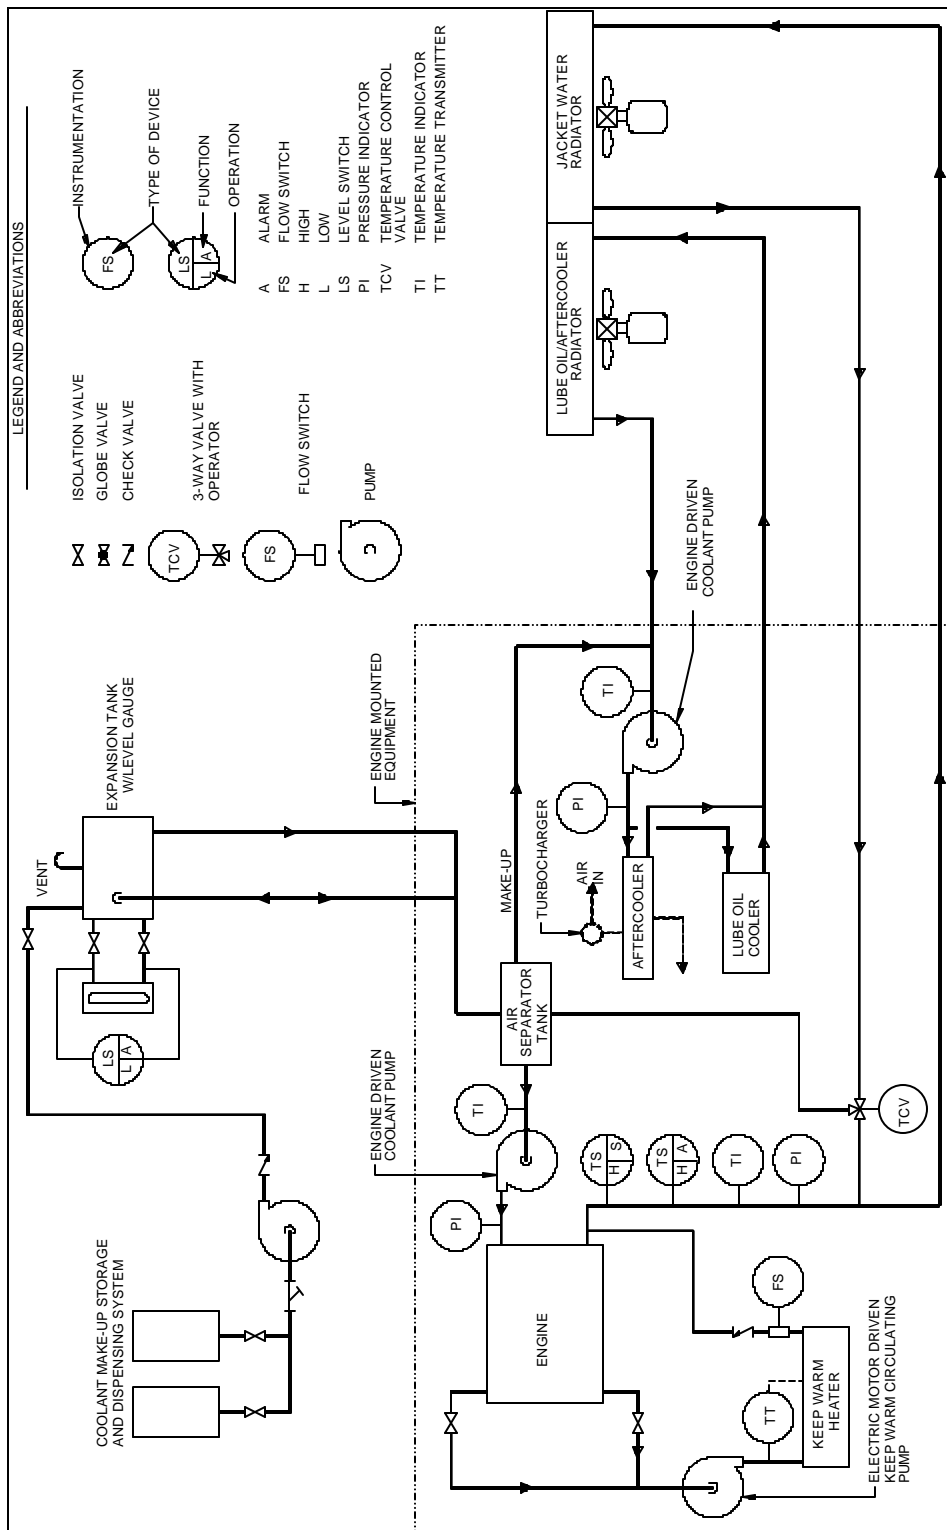 LEGEND AND ABBREVIATIONS
ISOLATION VALVE
GLOBE VALVE
CHECK VALVE
TCV
3-WAY VALVE WITH
OPERATOR
FS
FLOW SWITCH
PUMP
FS
INSTRUMENTATION
LS
L
A
TYPE OF DEVICE
FUNCTION
OPERATION
A ALARM
FS FLOW SWITCH
H HIGH
L LOW
LS LEVEL SWITCH
PI PRESSURE INDICATOR
TCV TEMPERATURE CONTROL
VALVE
TI TEMPERATURE INDICATOR
TT TEMPERATURE TRANSMITTER
COOLANT MAKE-UP STORAGE
AND DISPENSING SYSTEM
LS
L
A
VENT
EXPANSION TANK
W/LEVEL GAUGE
ENGINE MOUNTED
EQUIPMENT
ENGINE DRIVEN
COOLANT PUMP
PI
TI
AIR
SEPARATOR
TANK
MAKE-UP
TURBOCHARGER
AIR
IN
AFTERCOOLER
PI
TI
ENGINE DRIVEN
COOLANT PUMP
LUBE OIL
COOLER
LUBE OIL/AFTERCOOLER
RADIATOR
JACKET WATER
RADIATOR
ENGINE
TS
H
S
TS
H
A
TI
PI
TCV
FS
TT
KEEP WARM
HEATER
ELECTRIC MOTOR DRIVEN
KEEP WARM CIRCULATING
PUMP